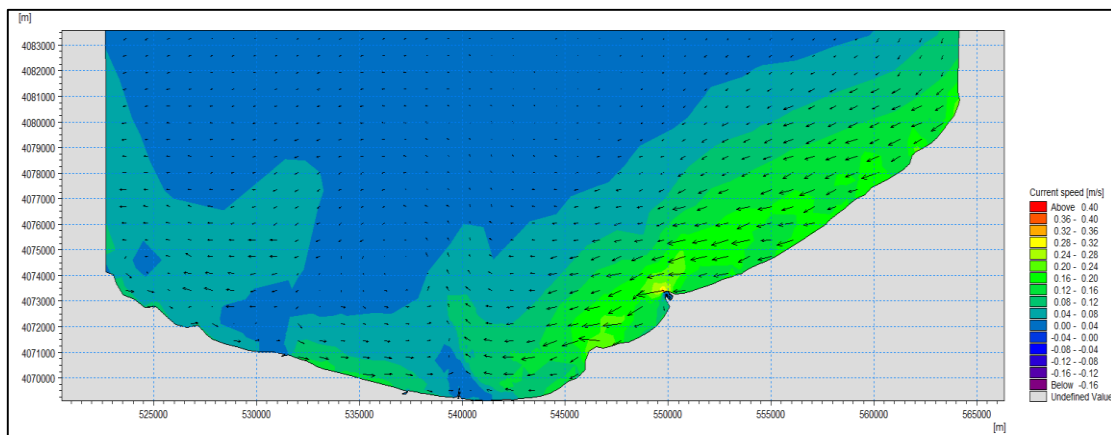 [m]
4083000
4082000
4081000
4080000
4079000
4078000
4077000
4076000
4075000
4074000
4073000
4072000
4071000
4070000
525000 530000 535000 540000 545000 550000 555000 560000 565000
[m]
Current speed [m/s]
Above 0.40
0.36 - 0.40
0.32 - 0.36
0.28 - 0.32
0.24 - 0.28
0.20 - 0.24
0.16 - 0.20
0.12 - 0.16
0.08 - 0.12
0.04 - 0.08
0.00 - 0.04
-0.04 - 0.00
-0.08 - -0.04
-0.12 - -0.08
-0.16 - -0.12
Below -0.16
Undefined Value